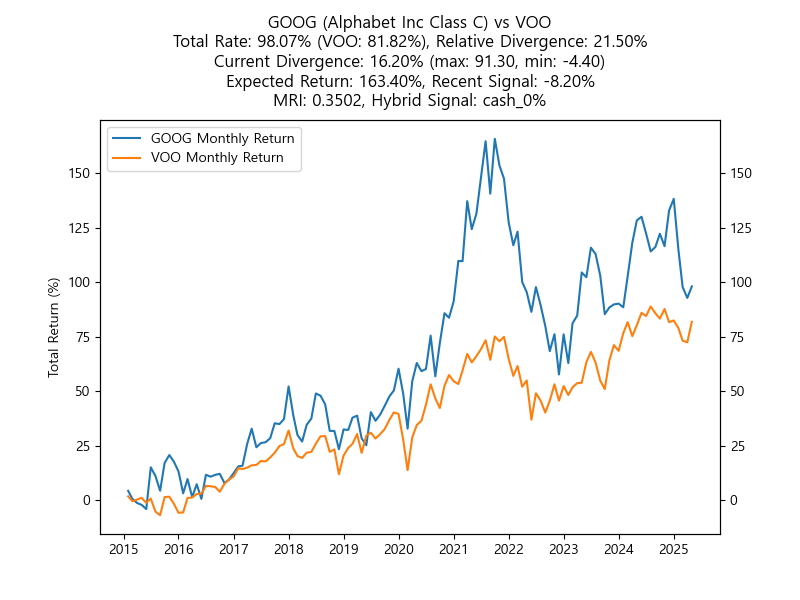 GOOG (Alphabet Inc Class C) vs VOO
Total Rate: 98.07% (VOO: 81.82%), Relative Divergence: 21.50%
Current Divergence: 16.20% (max: 91.30, min: -4.40)
Expected Return: 163.40%, Recent Signal: -8.20%
MRI: 0.3502, Hybrid Signal: cash_0%
GOOG Monthly Return
VOO Monthly Return
Total Return (%)
150
125
100
75
50
25
0
150
125
100
75
50
25
0
2015 2016 2017 2018 2019 2020 2021 2022 2023 2024 2025